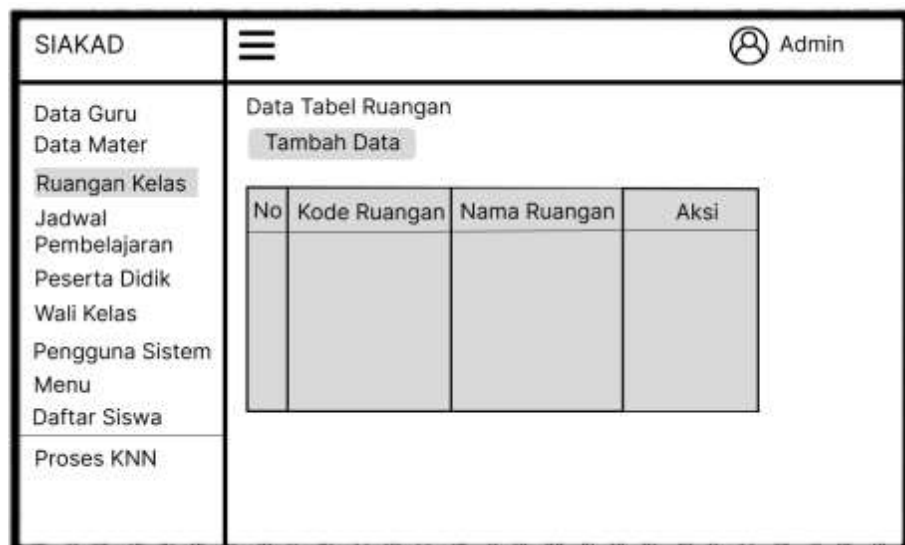 SIAKAD
Admin
Data Guru
Data Mater
Ruangan Kelas
Jadwal
Pembelajaran
Peserta Didik
Wali Kelas
Pengguna Sistem
Menu
Daftar Siswa
Proses KNN
Data Tabel Ruangan
Tambah Data
No Kode Ruangan Nama Ruangan Aksi